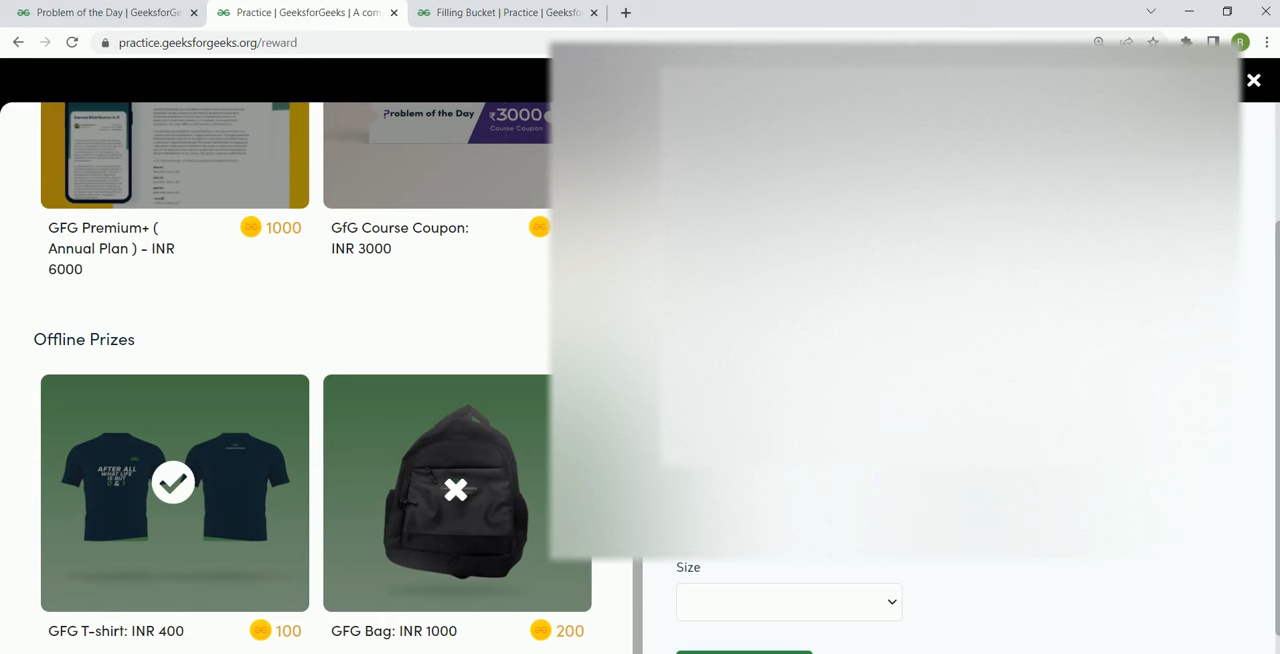 Problem of the Day | GeeksforGe
Practice | GeeksforGeeks | A com
Filling Bucket | Practice | Geeksfo
practice.geeksforgeeks.org/reward
R
Problem of the Day
₹3000
Course Coupon
GFG Premium+ (
Annual Plan ) - INR
6000
1000
GfG Course Coupon:
INR 3000
Offline Prizes
AFTER ALL
WHAT LIFE
IS BUT
0 & 1
GFG T-shirt: INR 400
100
GFG Bag: INR 1000
200
Size